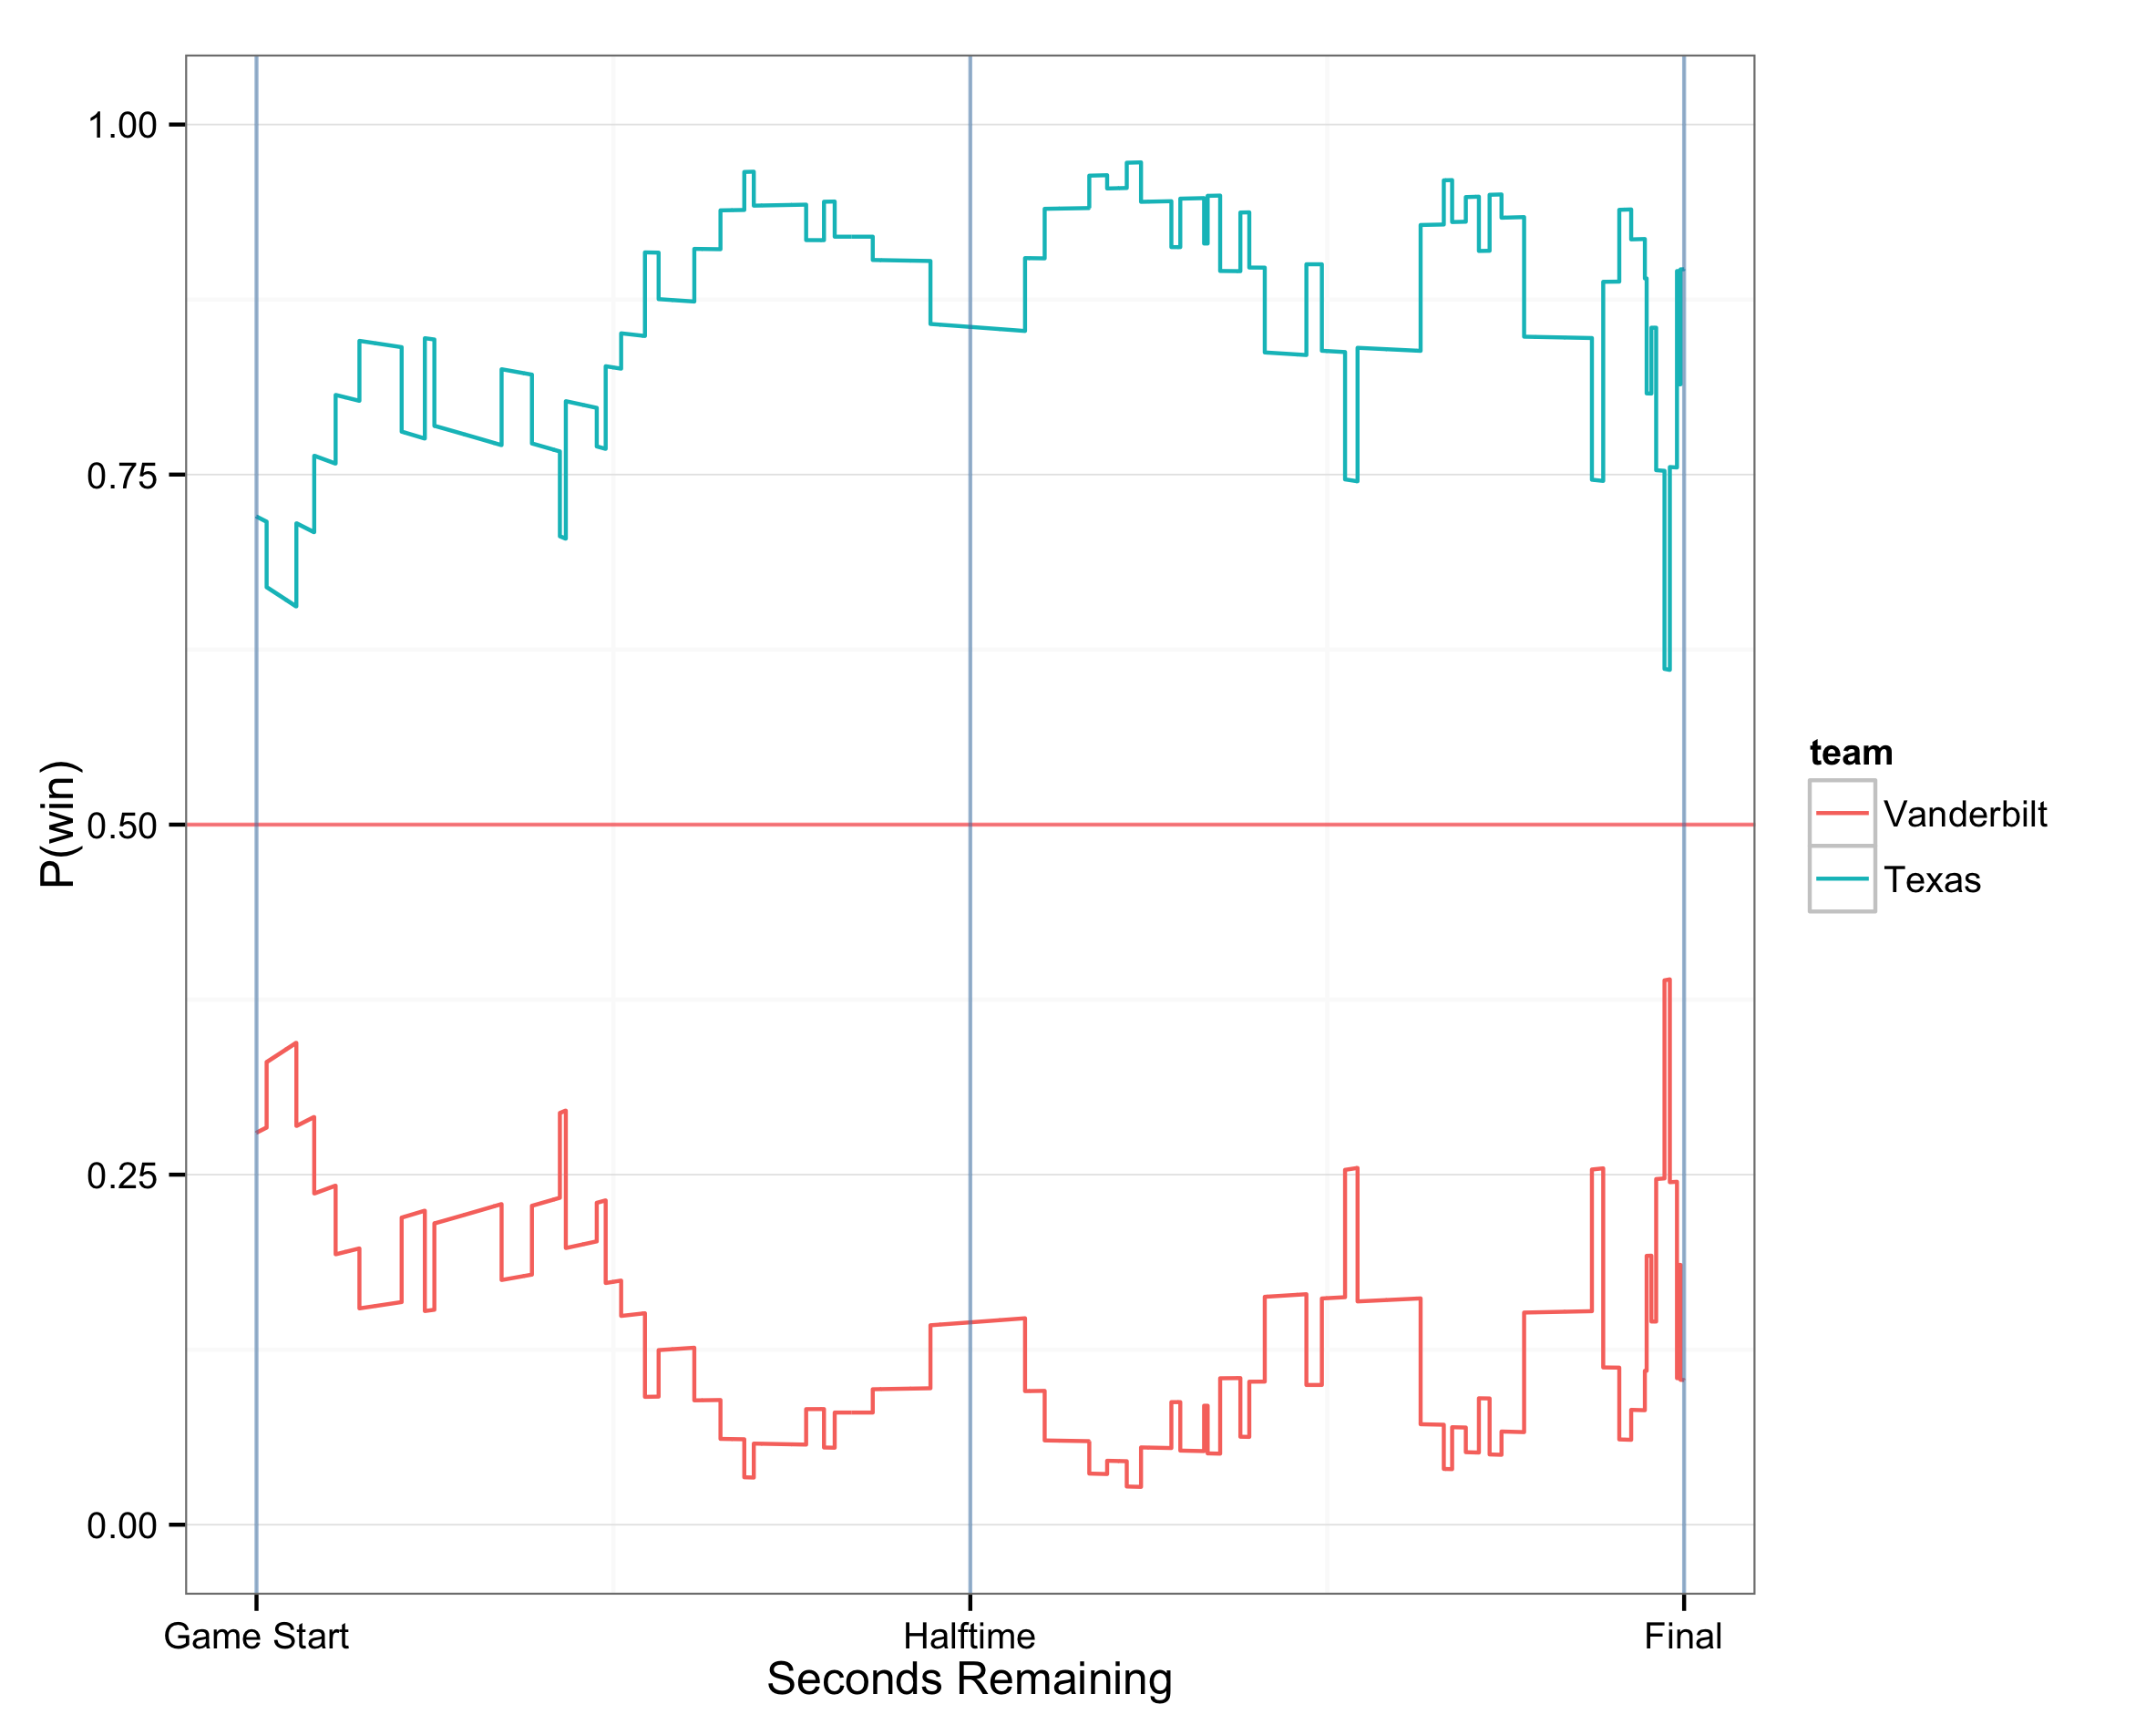 1.00
0.75
0.50
0.25
0.00
P(win)
Game Start
Halftime
Final
Seconds Remaining
team
Vanderbilt
Texas